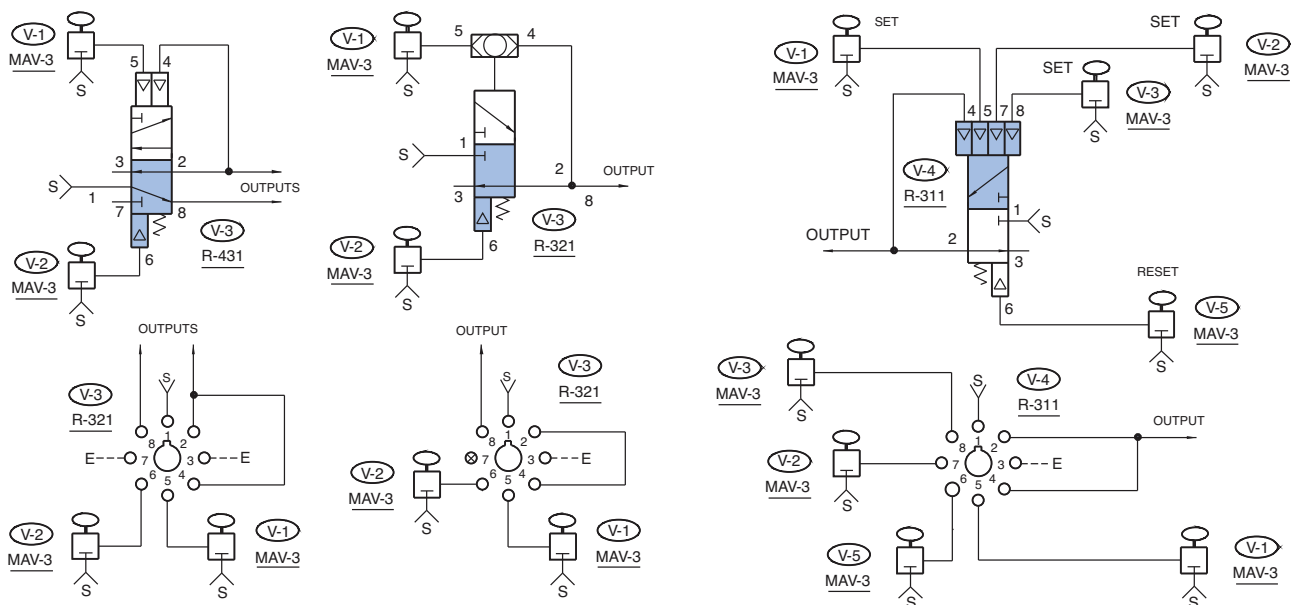 V-1
MAV-3
S
5 4
3 2
S
1
OUTPUTS
7 8
V-3
R-431
6
V-2
MAV-3
S
V-1
MAV-3
S
5 4
S
1
2
OUTPUT
3
8
V-3
R-321
6
V-2
MAV-3
S
SET
V-1
MAV-3
S
SET
V-2
MAV-3
S
SET
V-3
MAV-3
S
4 5 7 8
V-4
R-311
1
S
OUTPUT
2
3
6
RESET
V-5
MAV-3
S
OUTPUTS
V-3
R-321
S
1
8 2
E 7 3 E
6 4
5
V-2
MAV-3
S
V-1
MAV-3
S
OUTPUT
V-3
R-321
S
1
8 2
7 3 E
6 4
5
V-2
MAV-3
S
V-1
MAV-3
S
V-3
MAV-3
S
V-4
R-311
S
1
8 2
OUTPUT
7 3 E
6 4
5
V-2
MAV-3
S
V-5
MAV-3
S
V-1
MAV-3
S